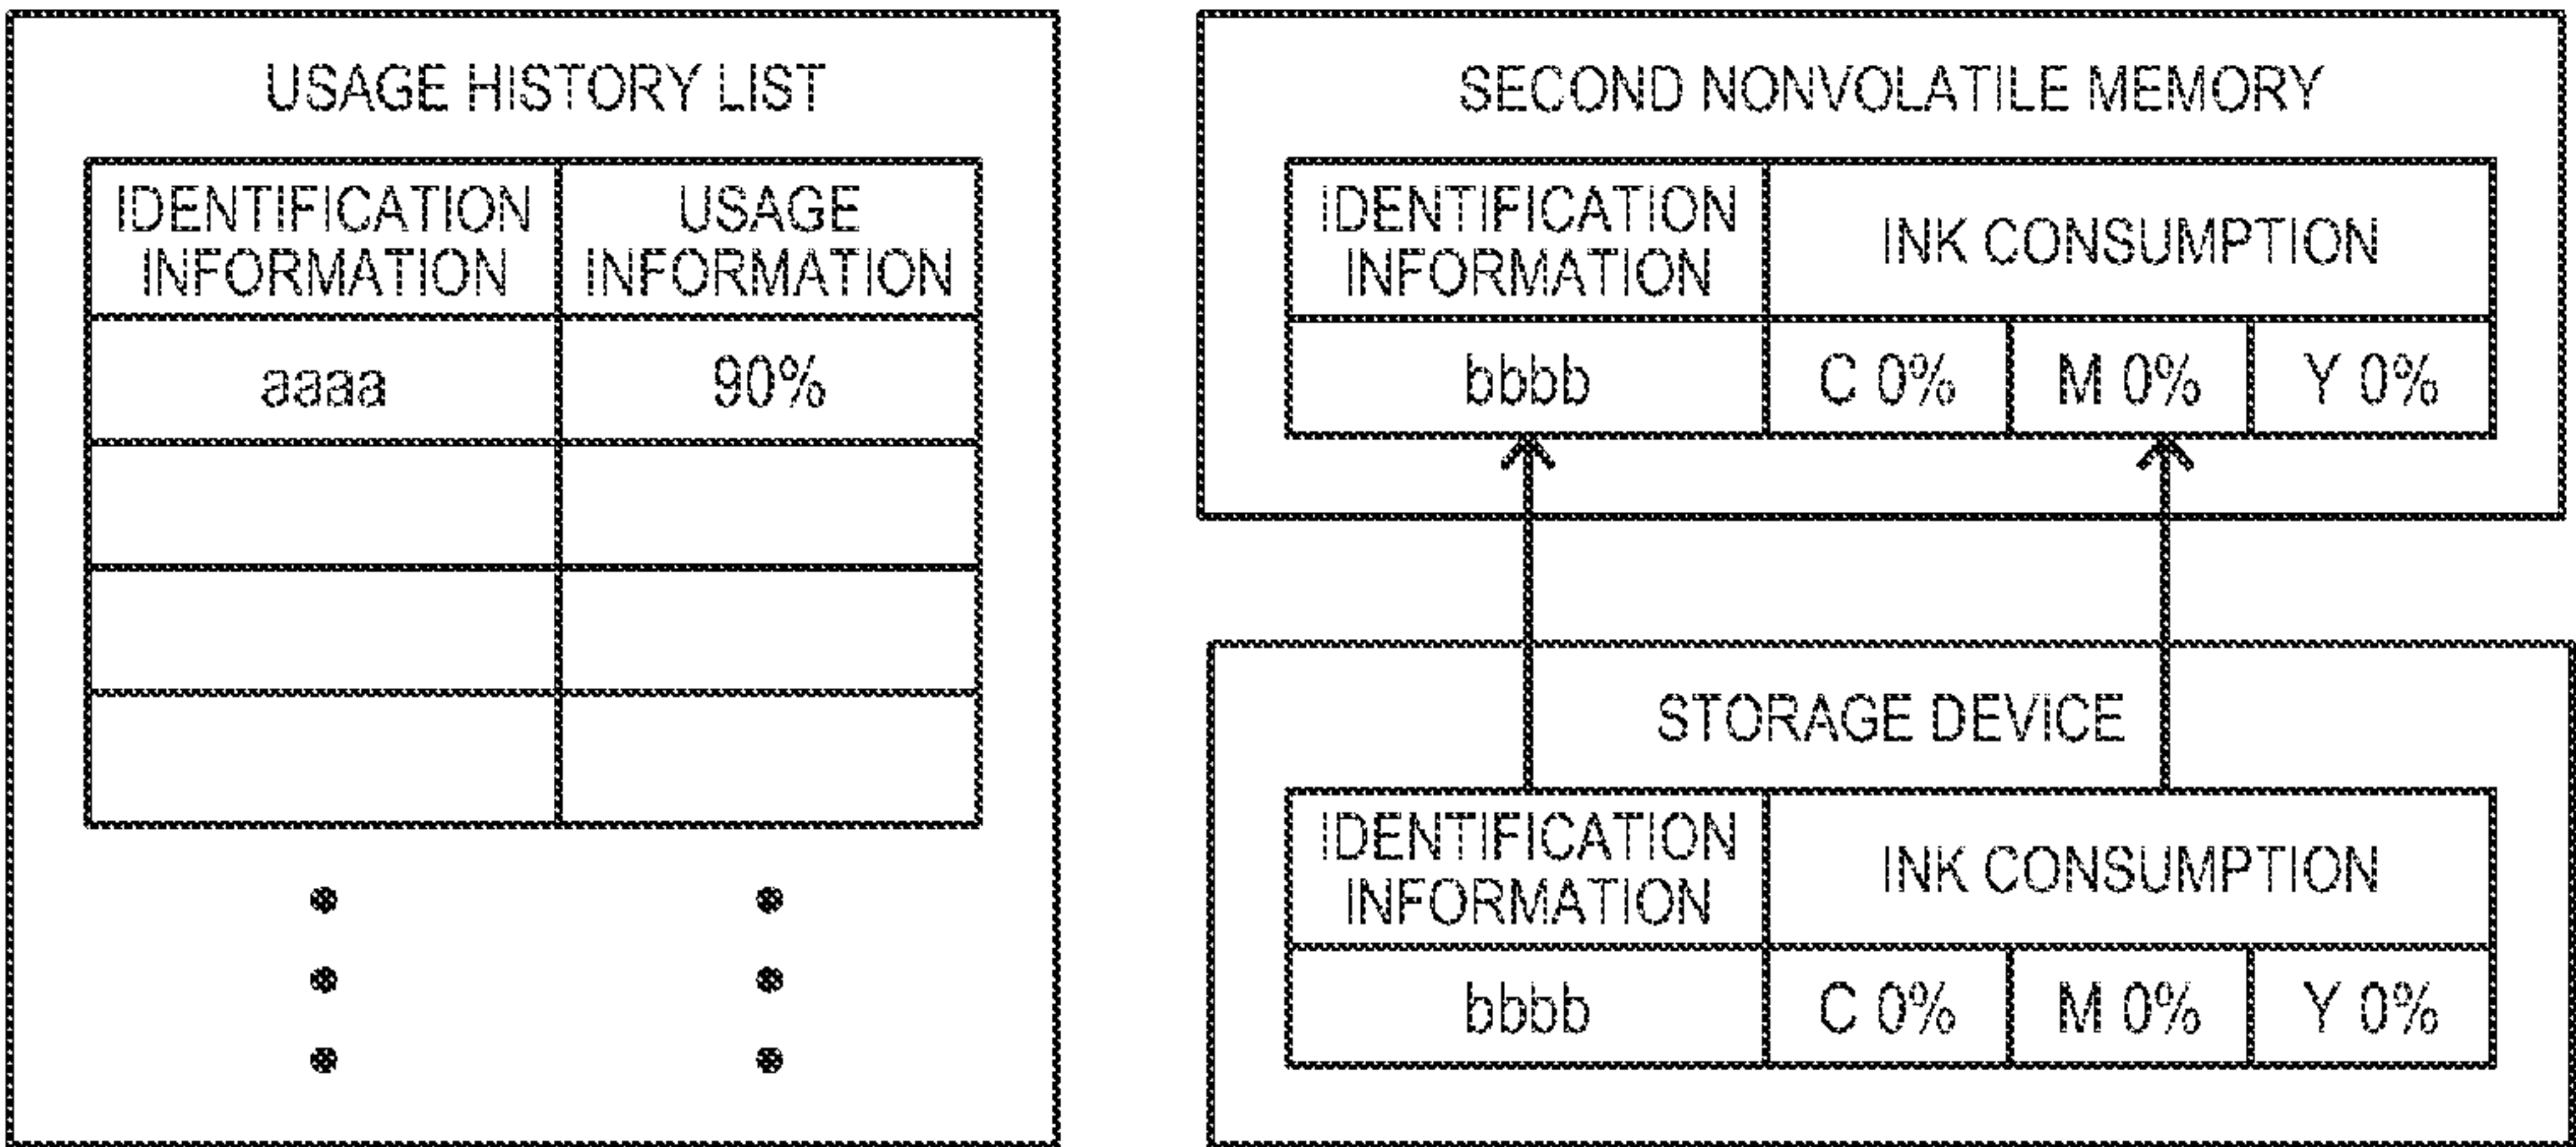 USAGE HISTORY LIST
IDENTIFICATION INFORMATION
USAGE INFORMATION
aaaa
90%
SECOND NONVOLATILE MEMORY
IDENTIFICATION INFORMATION
INK CONSUMPTION
bbbb
C 0%
M 0%
Y 0%
STORAGE DEVICE
IDENTIFICATION INFORMATION
INK CONSUMPTION
bbbb
C 0%
M 0%
Y 0%